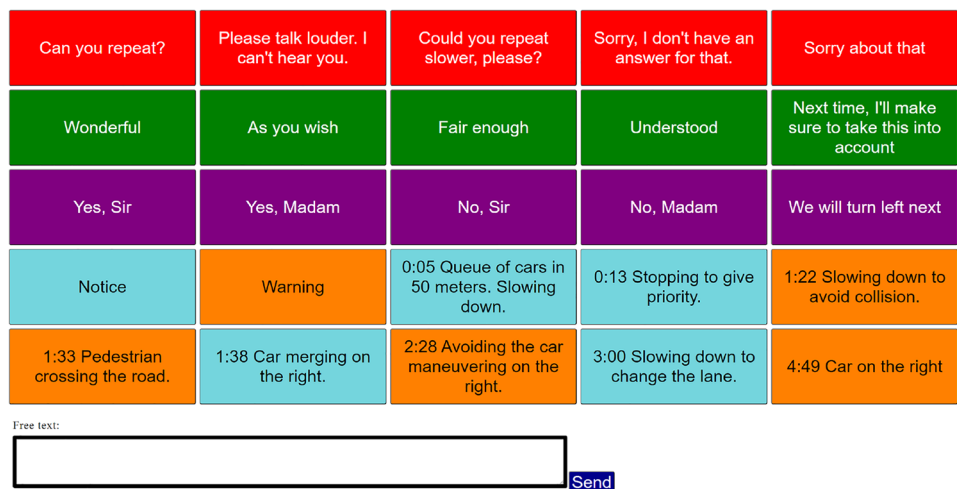 Can you repeat?
Please talk louder. I
can't hear you.
Could you repeat
slower, please?
Sorry, I don't have an
answer for that.
Sorry about that
Wonderful
As you wish
Fair enough
Understood
Next time, I'll make
sure to take this into
account
Yes, Sir
Yes, Madam
No, Sir
No, Madam
We will turn left next
Notice
Warning
0:05 Queue of cars in
50 meters. Slowing
down.
0:13 Stopping to give
priority.
1:22 Slowing down to
avoid collision.
1:33 Pedestrian
crossing the road.
1:38 Car merging on
the right.
2:28 Avoiding the car
maneuvering on the
right.
3:00 Slowing down to
change the lane.
4:49 Car on the right
Free text:
Send